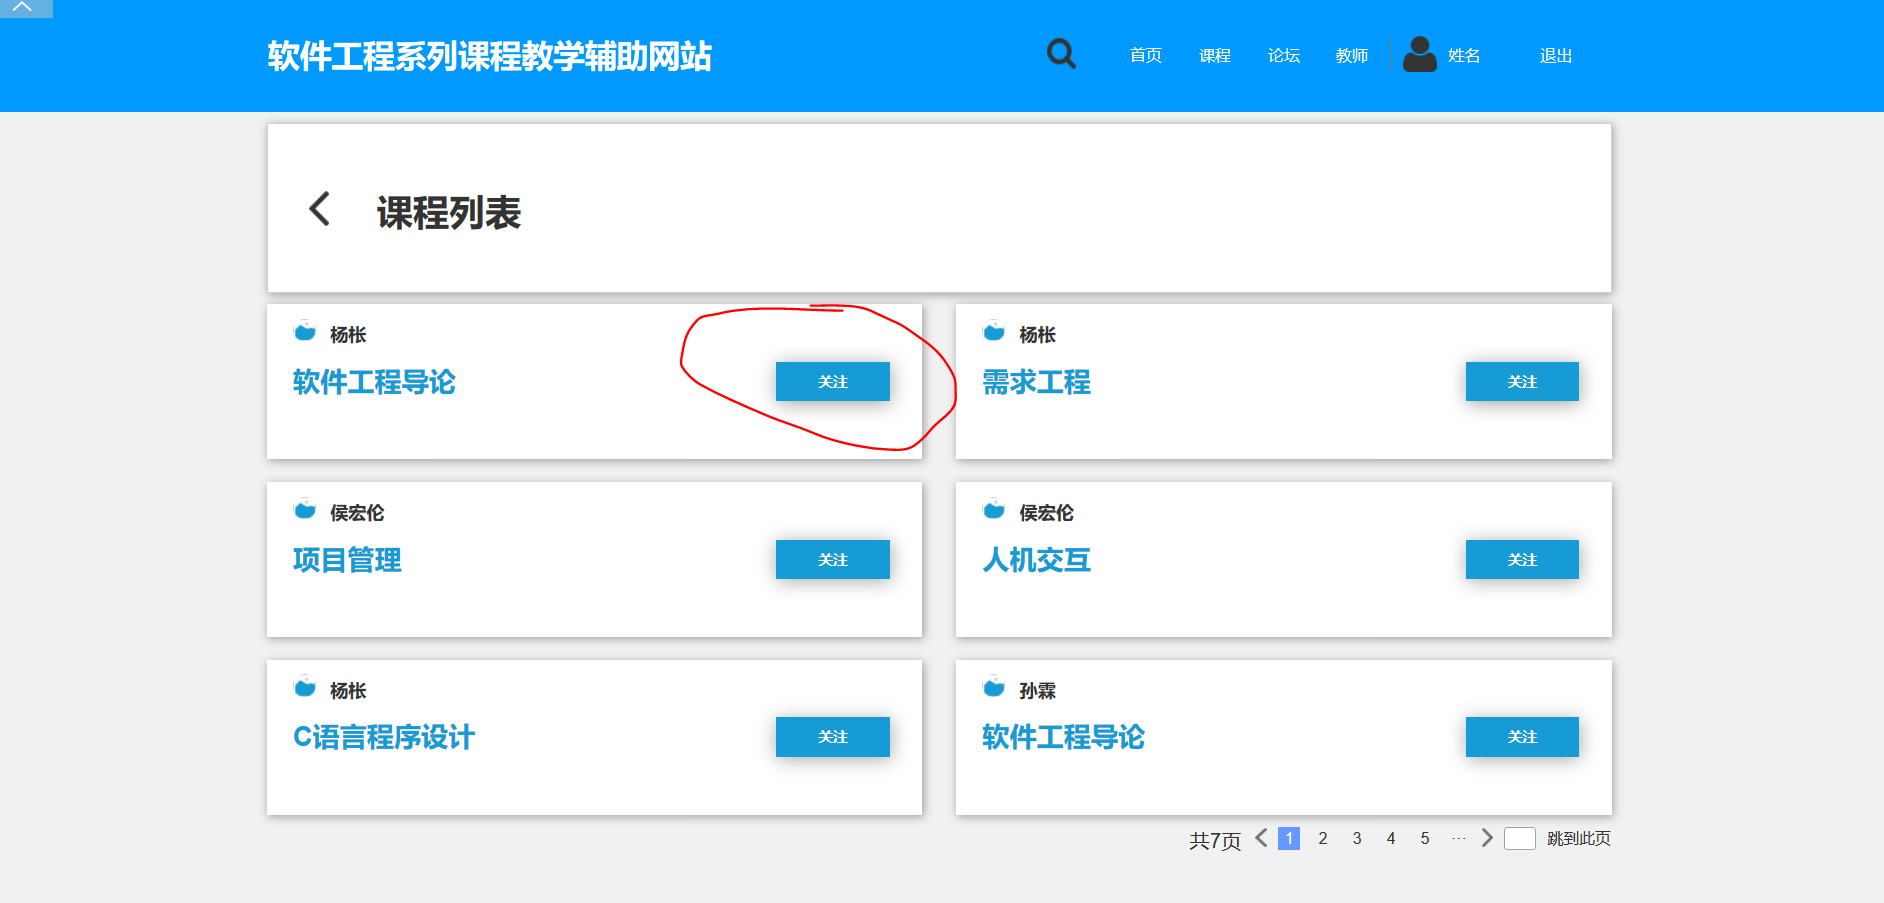 软件工程系列课程教学辅助网站
首页 课程 论坛 教师 姓名 退出
课程列表
杨枨
软件工程导论
关注
杨枨
需求工程
关注
侯宏伦
项目管理
关注
侯宏伦
人机交互
关注
杨枨
C语言程序设计
关注
孙霖
软件工程导论
关注
共7页 1 2 3 4 5 ··· 跳到此页